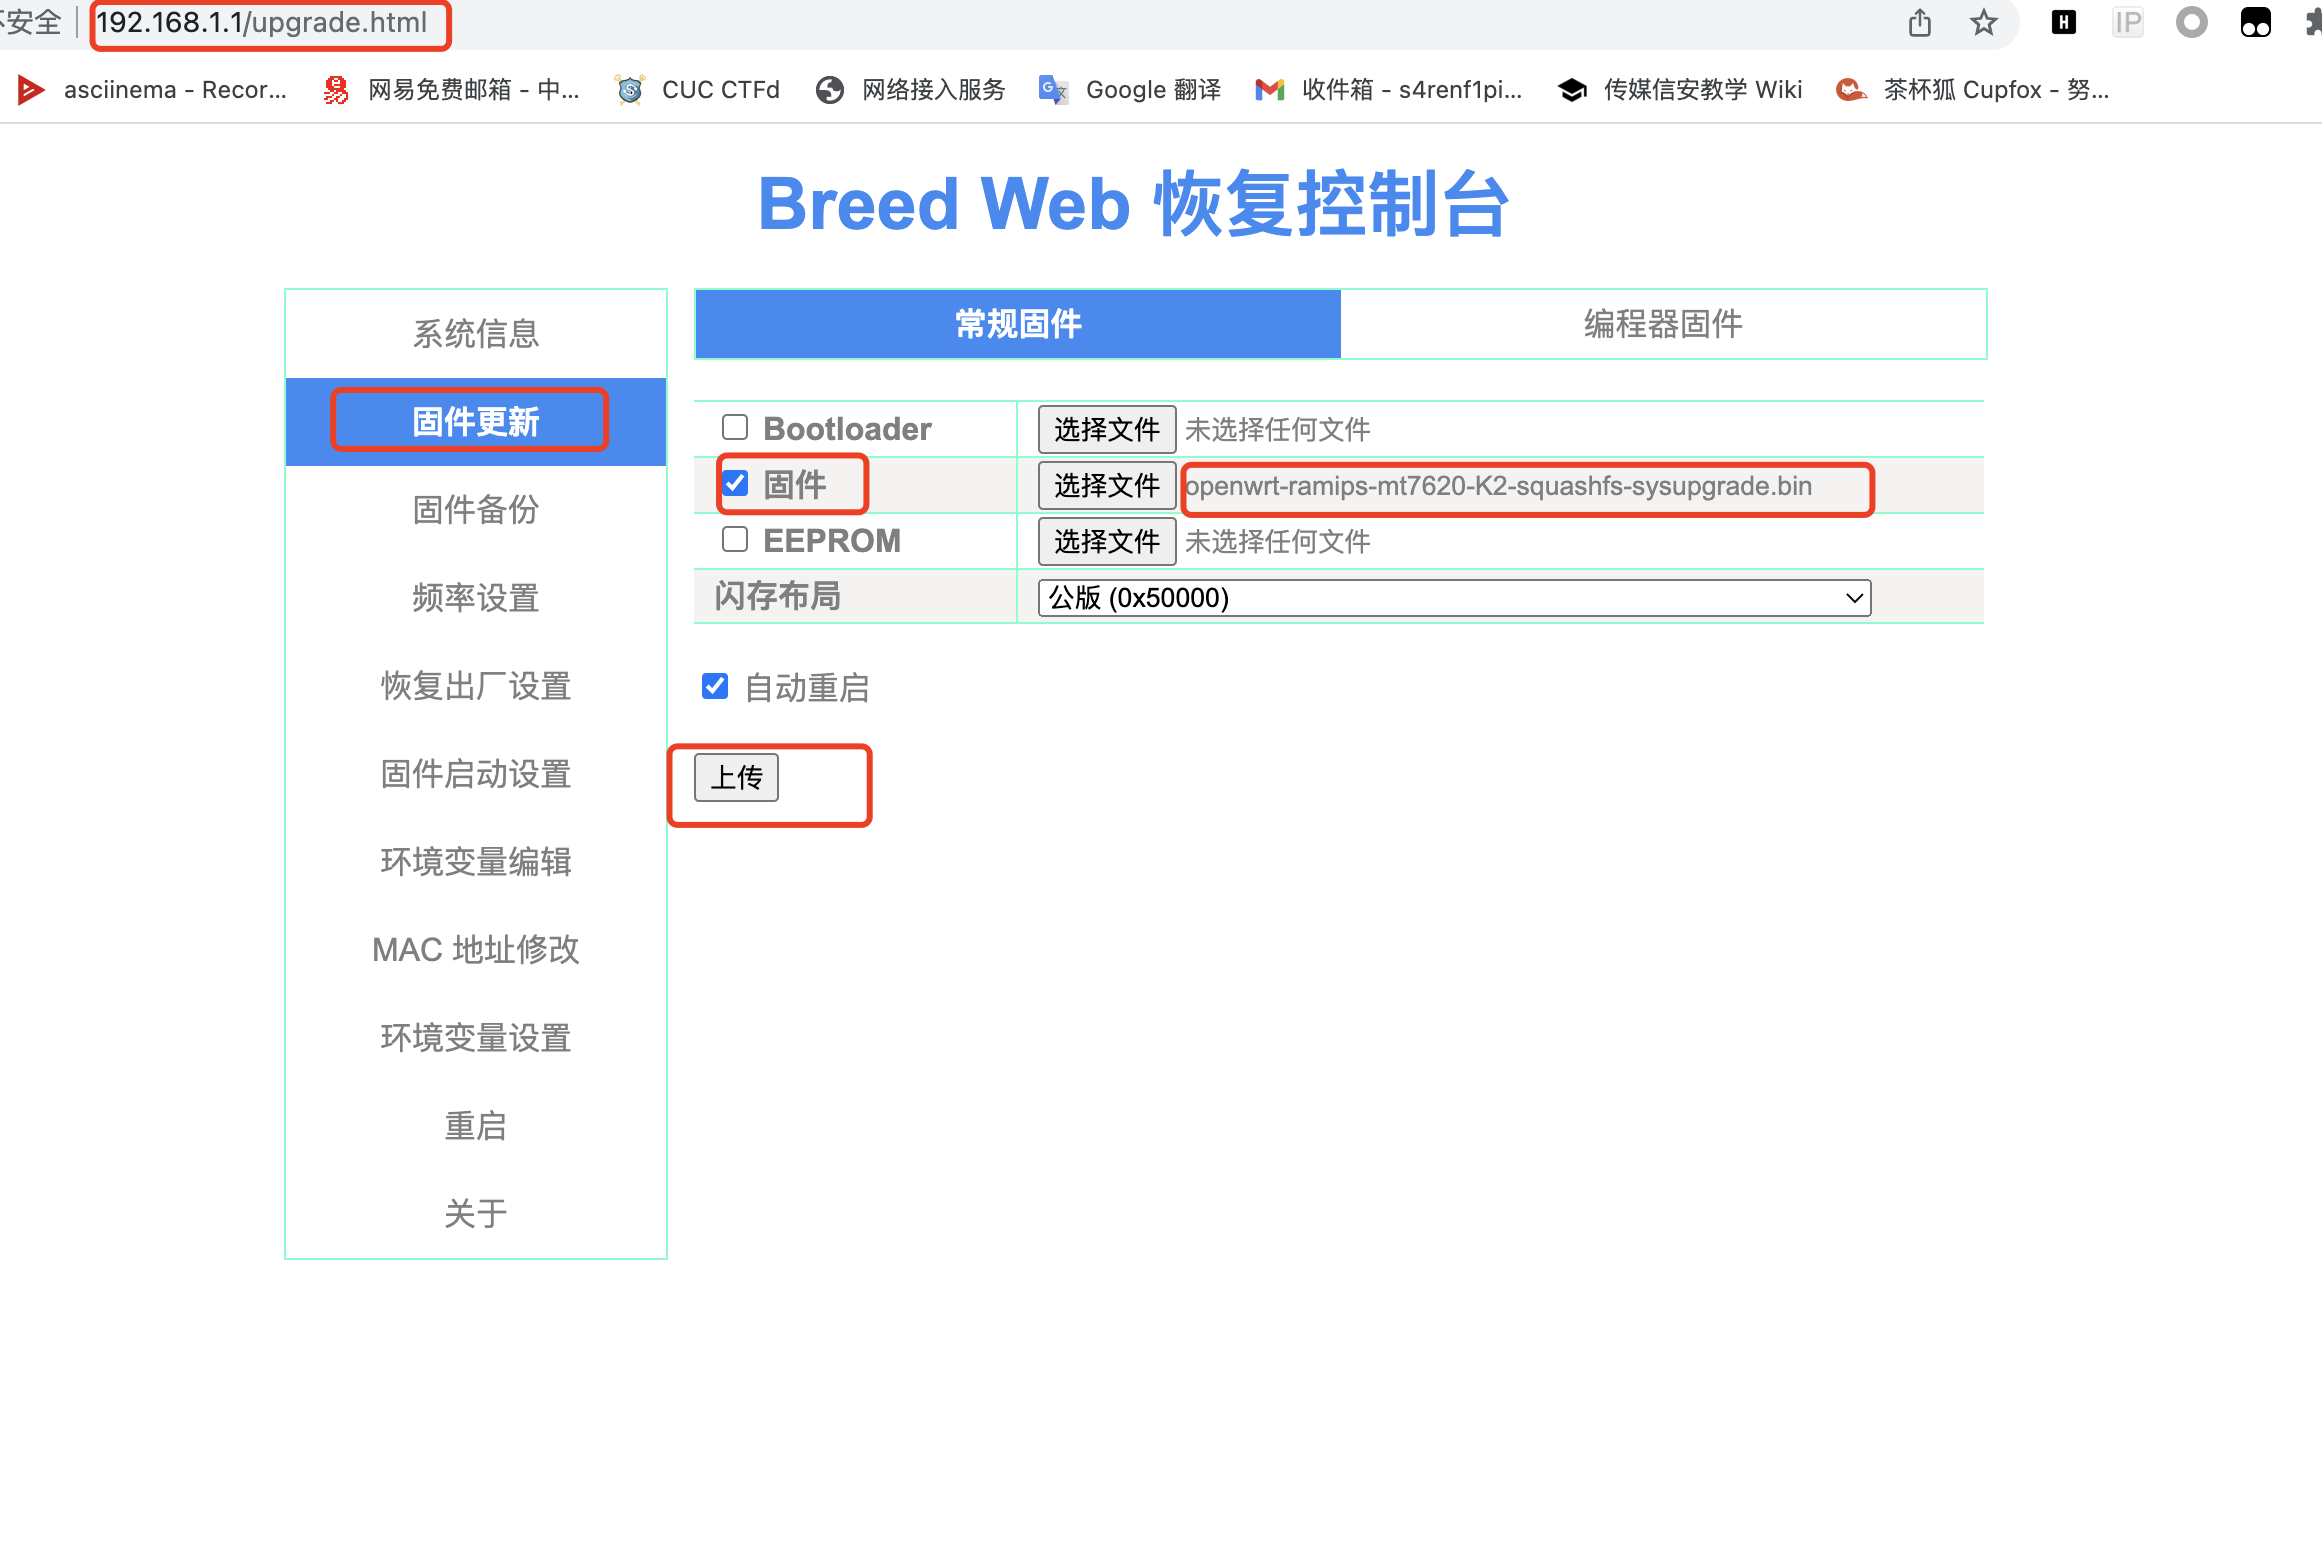 不安全 192.168.1.1/upgrade.html
asciinema - Recor... 网易免费邮箱 - 中... CUC CTFd 网络接入服务 Google 翻译 收件箱 - s4renf1pi... 传媒信安教学 Wiki 茶杯狐 Cupfox - 努...
Breed Web 恢复控制台
系统信息
固件更新
固件备份
频率设置
恢复出厂设置
固件启动设置
环境变量编辑
MAC 地址修改
环境变量设置
重启
关于
常规固件 编程器固件
Bootloader 选择文件 未选择任何文件
固件 选择文件 openwrt-ramips-mt7620-K2-squashfs-sysupgrade.bin
EEPROM 选择文件 未选择任何文件
闪存布局 公版 (0x50000)
自动重启
上传